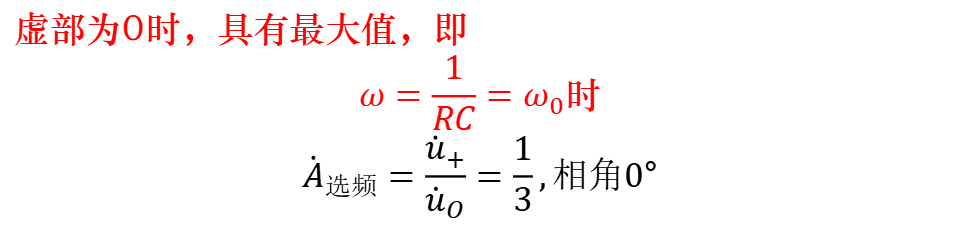 虚部为0时，具有最大值，即
ω = 1/RC = ω₀时
Ȧ选频 = u̇₊/u̇_O = 1/3 , 相角0°